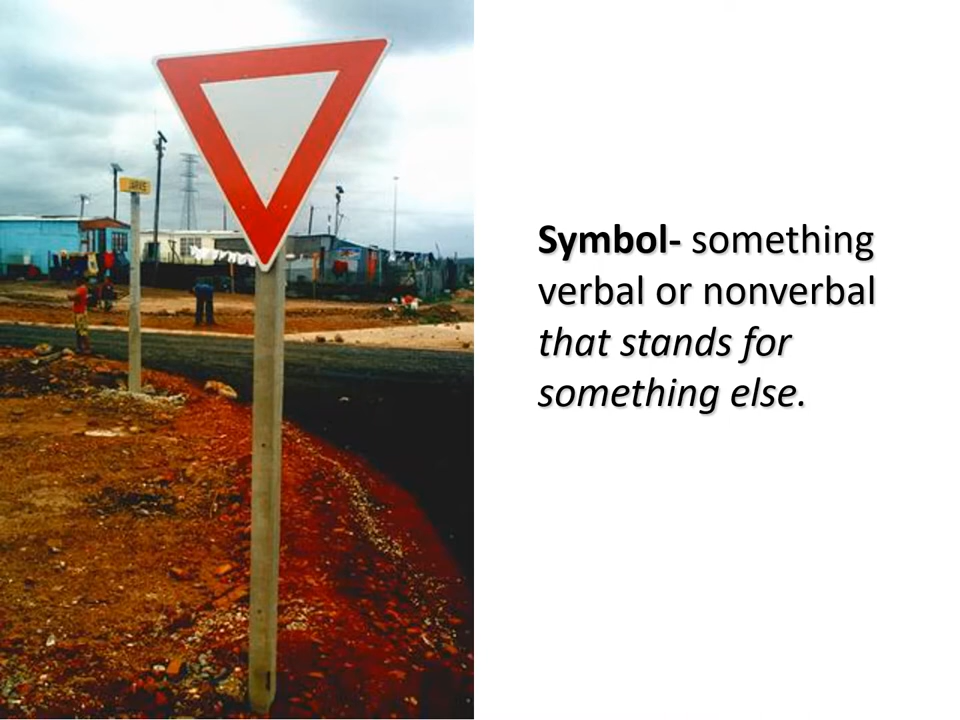 Symbol- something
verbal or nonverbal
that stands for
something else.